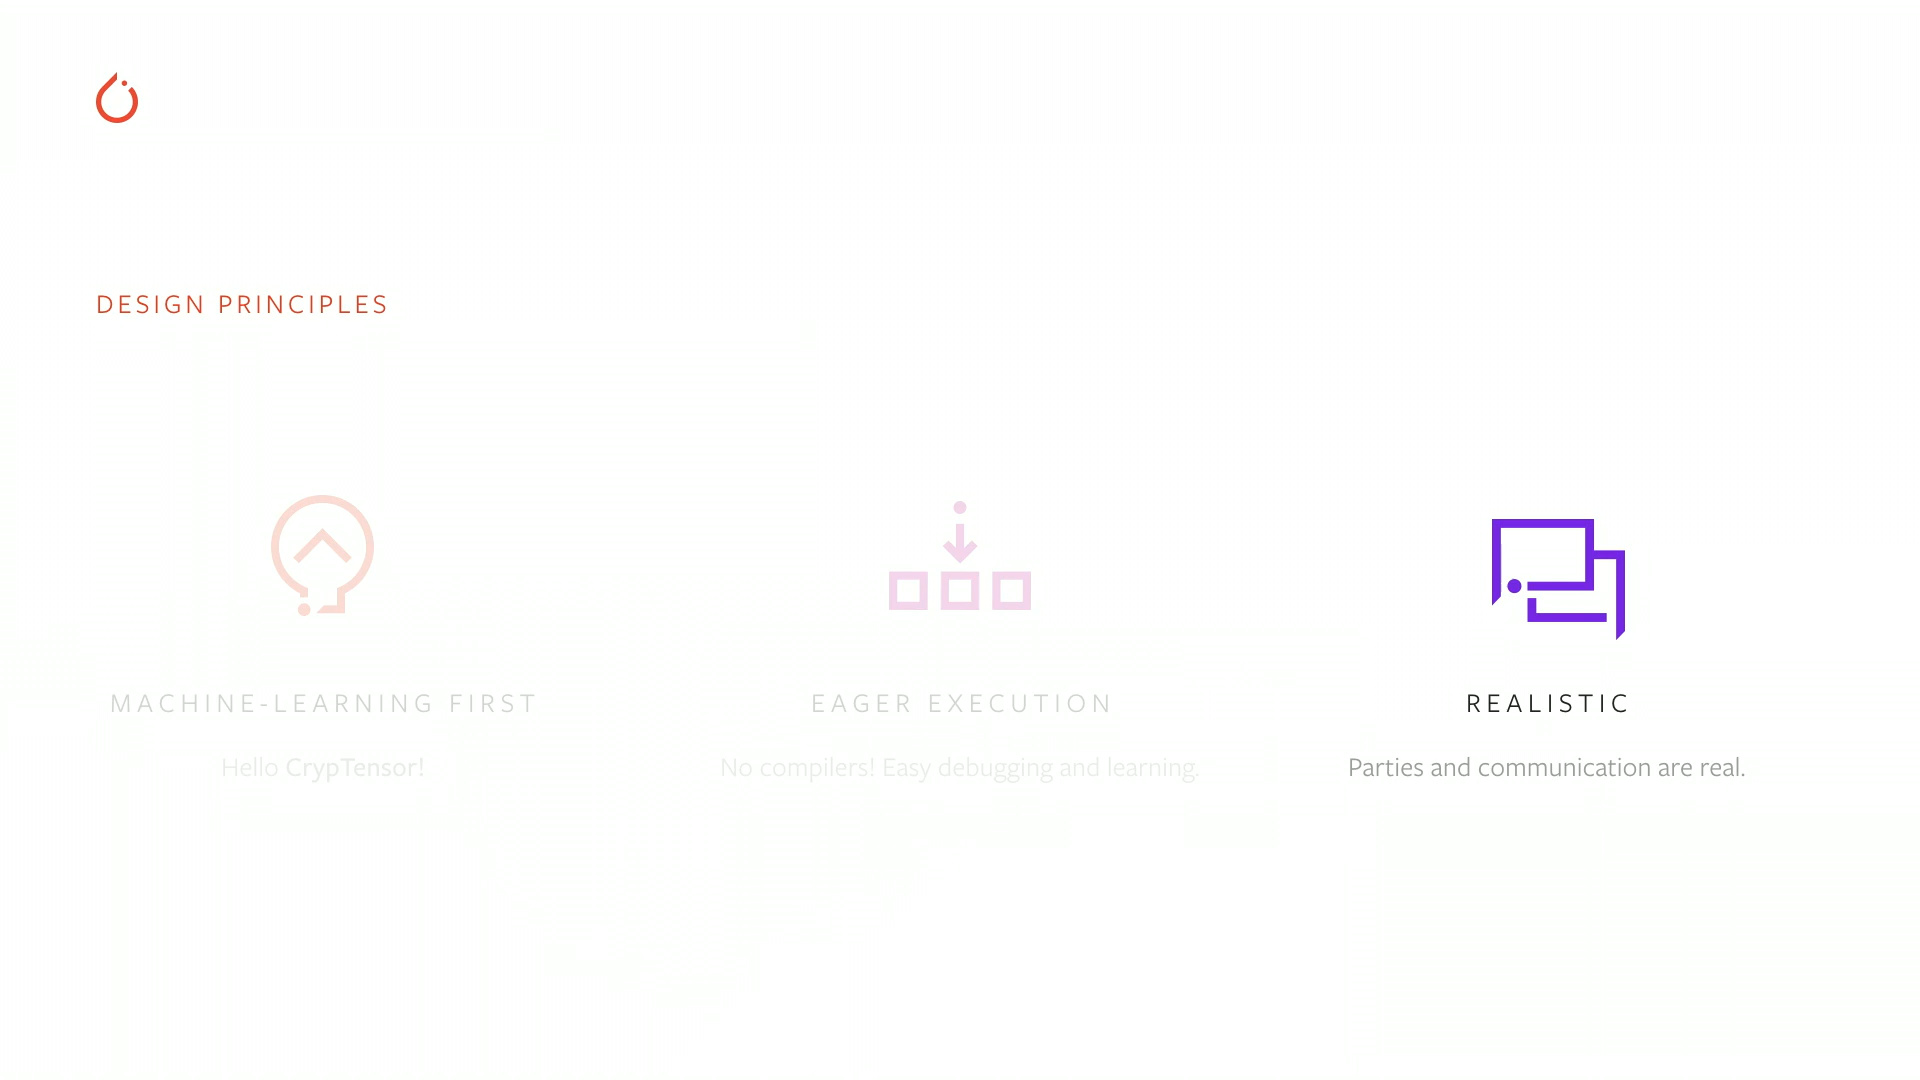 DESIGN PRINCIPLES
MACHINE-LEARNING FIRST
EAGER EXECUTION
REALISTIC
Hello CrypTensor!
No compilers! Easy debugging and learning.
Parties and communication are real.